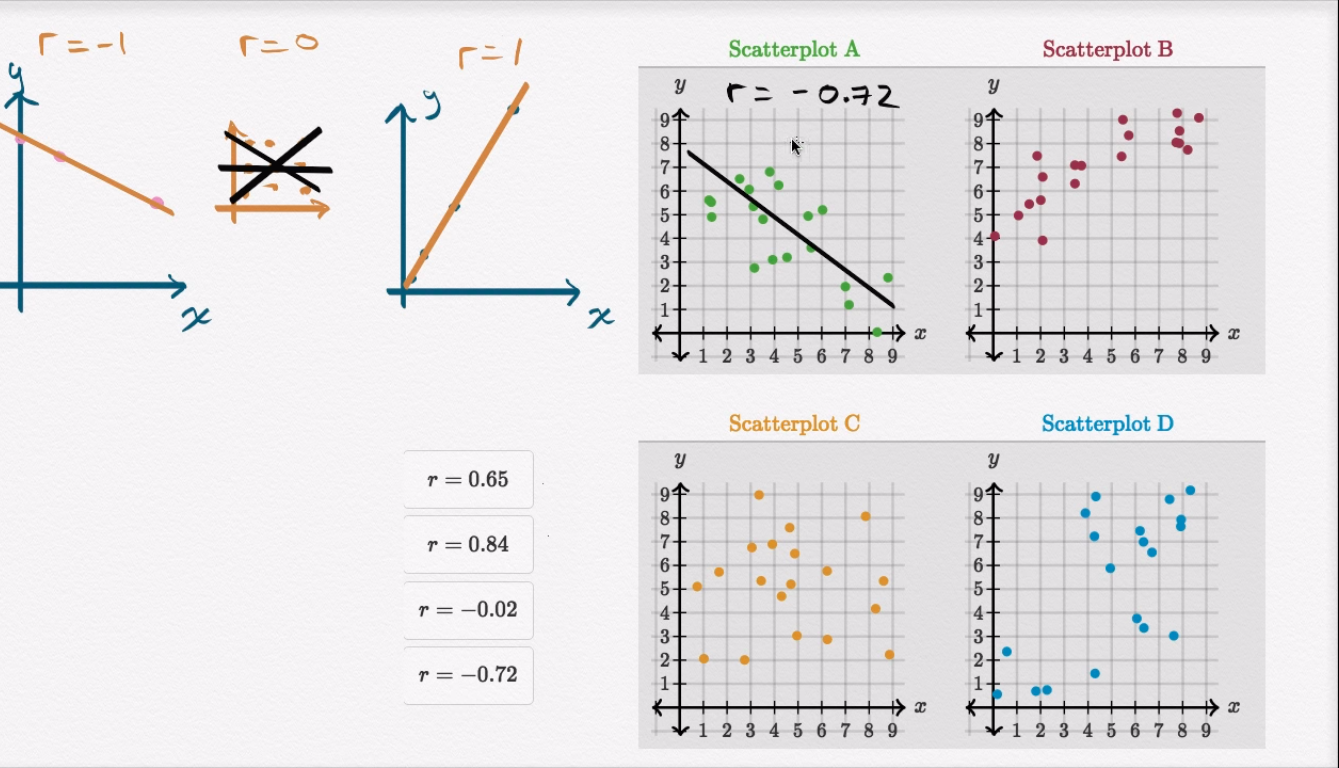 r = -1
r = 0
r = 1
y
x
y
x
Scatterplot A
y
r = -0.72
9
8
7
6
5
4
3
2
1
1 2 3 4 5 6 7 8 9
x
Scatterplot B
y
9
8
7
6
5
4
3
2
1
1 2 3 4 5 6 7 8 9
x
r = 0.65
r = 0.84
r = −0.02
r = −0.72
Scatterplot C
y
9
8
7
6
5
4
3
2
1
1 2 3 4 5 6 7 8 9
x
Scatterplot D
y
9
8
7
6
5
4
3
2
1
1 2 3 4 5 6 7 8 9
x